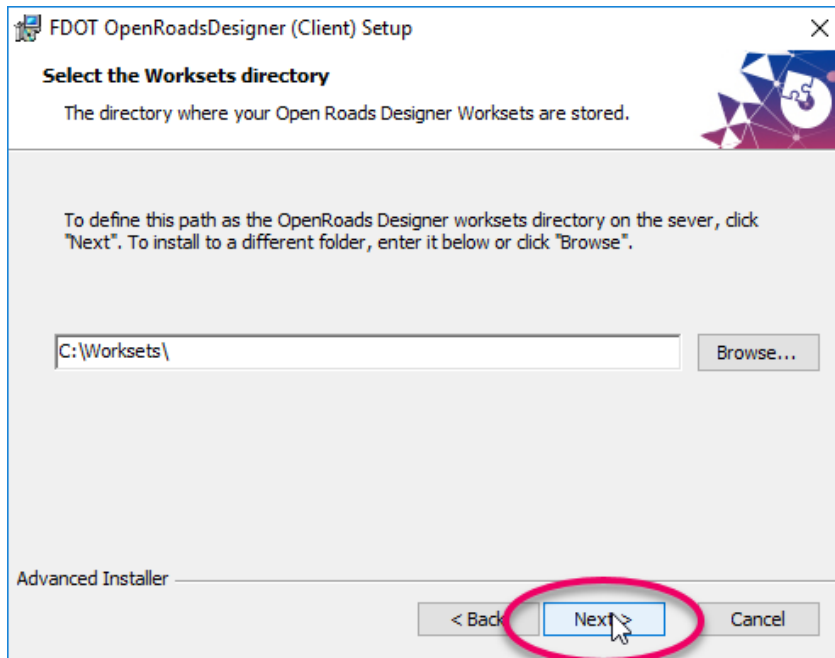 FDOT OpenRoadsDesigner (Client) Setup
Select the Worksets directory
The directory where your Open Roads Designer Worksets are stored.
To define this path as the OpenRoads Designer worksets directory on the sever, click
"Next". To install to a different folder, enter it below or click "Browse".
C:\Worksets\
Browse...
Advanced Installer
< Back
Next >
Cancel